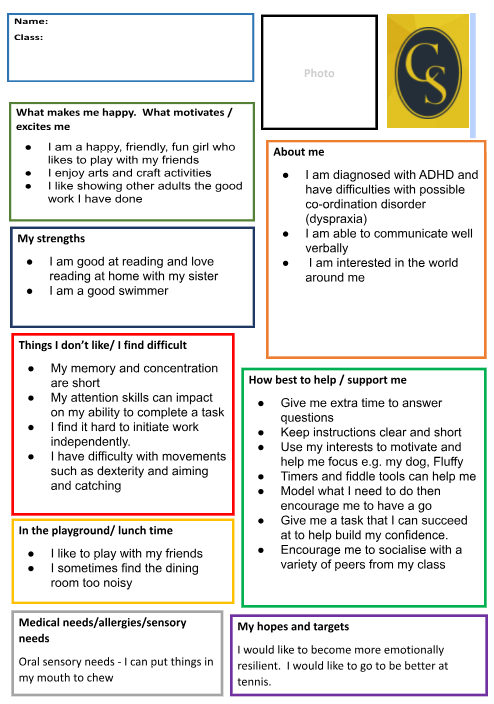 Name:
Class:
Photo
CS
What makes me happy.  What motivates /
excites me
● I am a happy, friendly, fun girl who
likes to play with my friends
● I enjoy arts and craft activities
● I like showing other adults the good
work I have done
About me
● I am diagnosed with ADHD and
have difficulties with possible
co-ordination disorder
(dyspraxia)
● I am able to communicate well
verbally
● I am interested in the world
around me
My strengths
● I am good at reading and love
reading at home with my sister
● I am a good swimmer
Things I don't like/ I find difficult
● My memory and concentration
are short
● My attention skills can impact
on my ability to complete a task
● I find it hard to initiate work
independently.
● I have difficulty with movements
such as dexterity and aiming
and catching
How best to help / support me
● Give me extra time to answer
questions
● Keep instructions clear and short
● Use my interests to motivate and
help me focus e.g. my dog, Fluffy
● Timers and fiddle tools can help me
● Model what I need to do then
encourage me to have a go
● Give me a task that I can succeed
at to help build my confidence.
● Encourage me to socialise with a
variety of peers from my class
In the playground/ lunch time
● I like to play with my friends
● I sometimes find the dining
room too noisy
Medical needs/allergies/sensory
needs
Oral sensory needs - I can put things in
my mouth to chew
My hopes and targets
I would like to become more emotionally
resilient.  I would like to go to be better at
tennis.